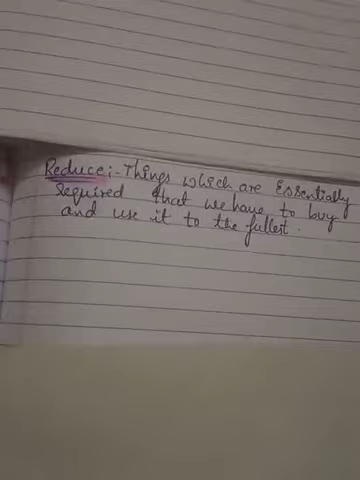 Reduce:- Things which are Essentially
required that we have to buy
and use it to the fullest.